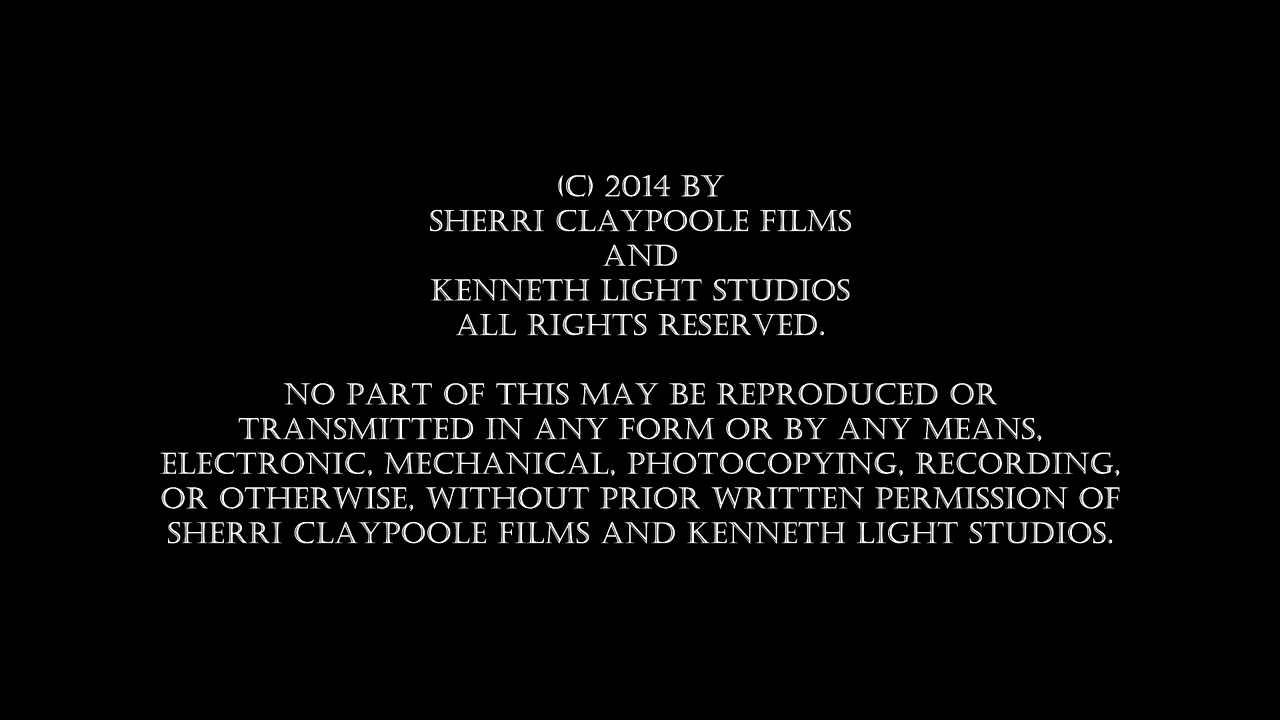 (C) 2014 BY
SHERRI CLAYPOOLE FILMS
AND
KENNETH LIGHT STUDIOS
ALL RIGHTS RESERVED.
NO PART OF THIS MAY BE REPRODUCED OR
TRANSMITTED IN ANY FORM OR BY ANY MEANS,
ELECTRONIC, MECHANICAL, PHOTOCOPYING, RECORDING,
OR OTHERWISE, WITHOUT PRIOR WRITTEN PERMISSION OF
SHERRI CLAYPOOLE FILMS AND KENNETH LIGHT STUDIOS.